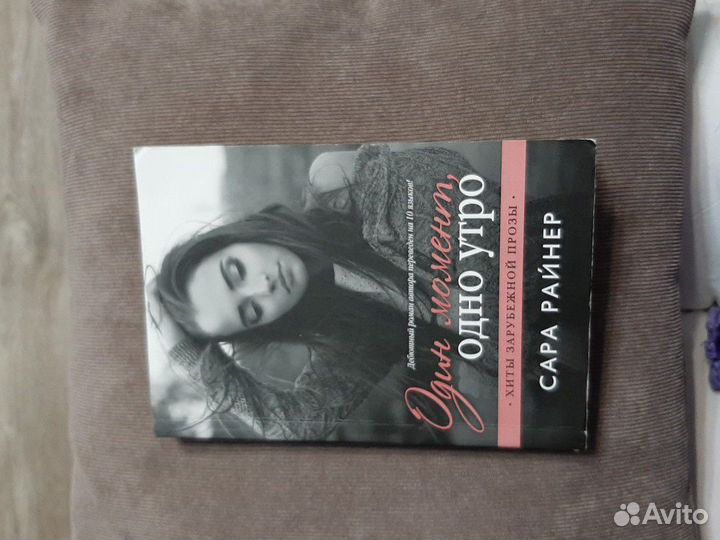 Дебютный роман автора переведен на 10 языков!
Один момент,
одно утро
• ХИТЫ ЗАРУБЕЖНОЙ ПРОЗЫ •
САРА РАЙНЕР
Avito